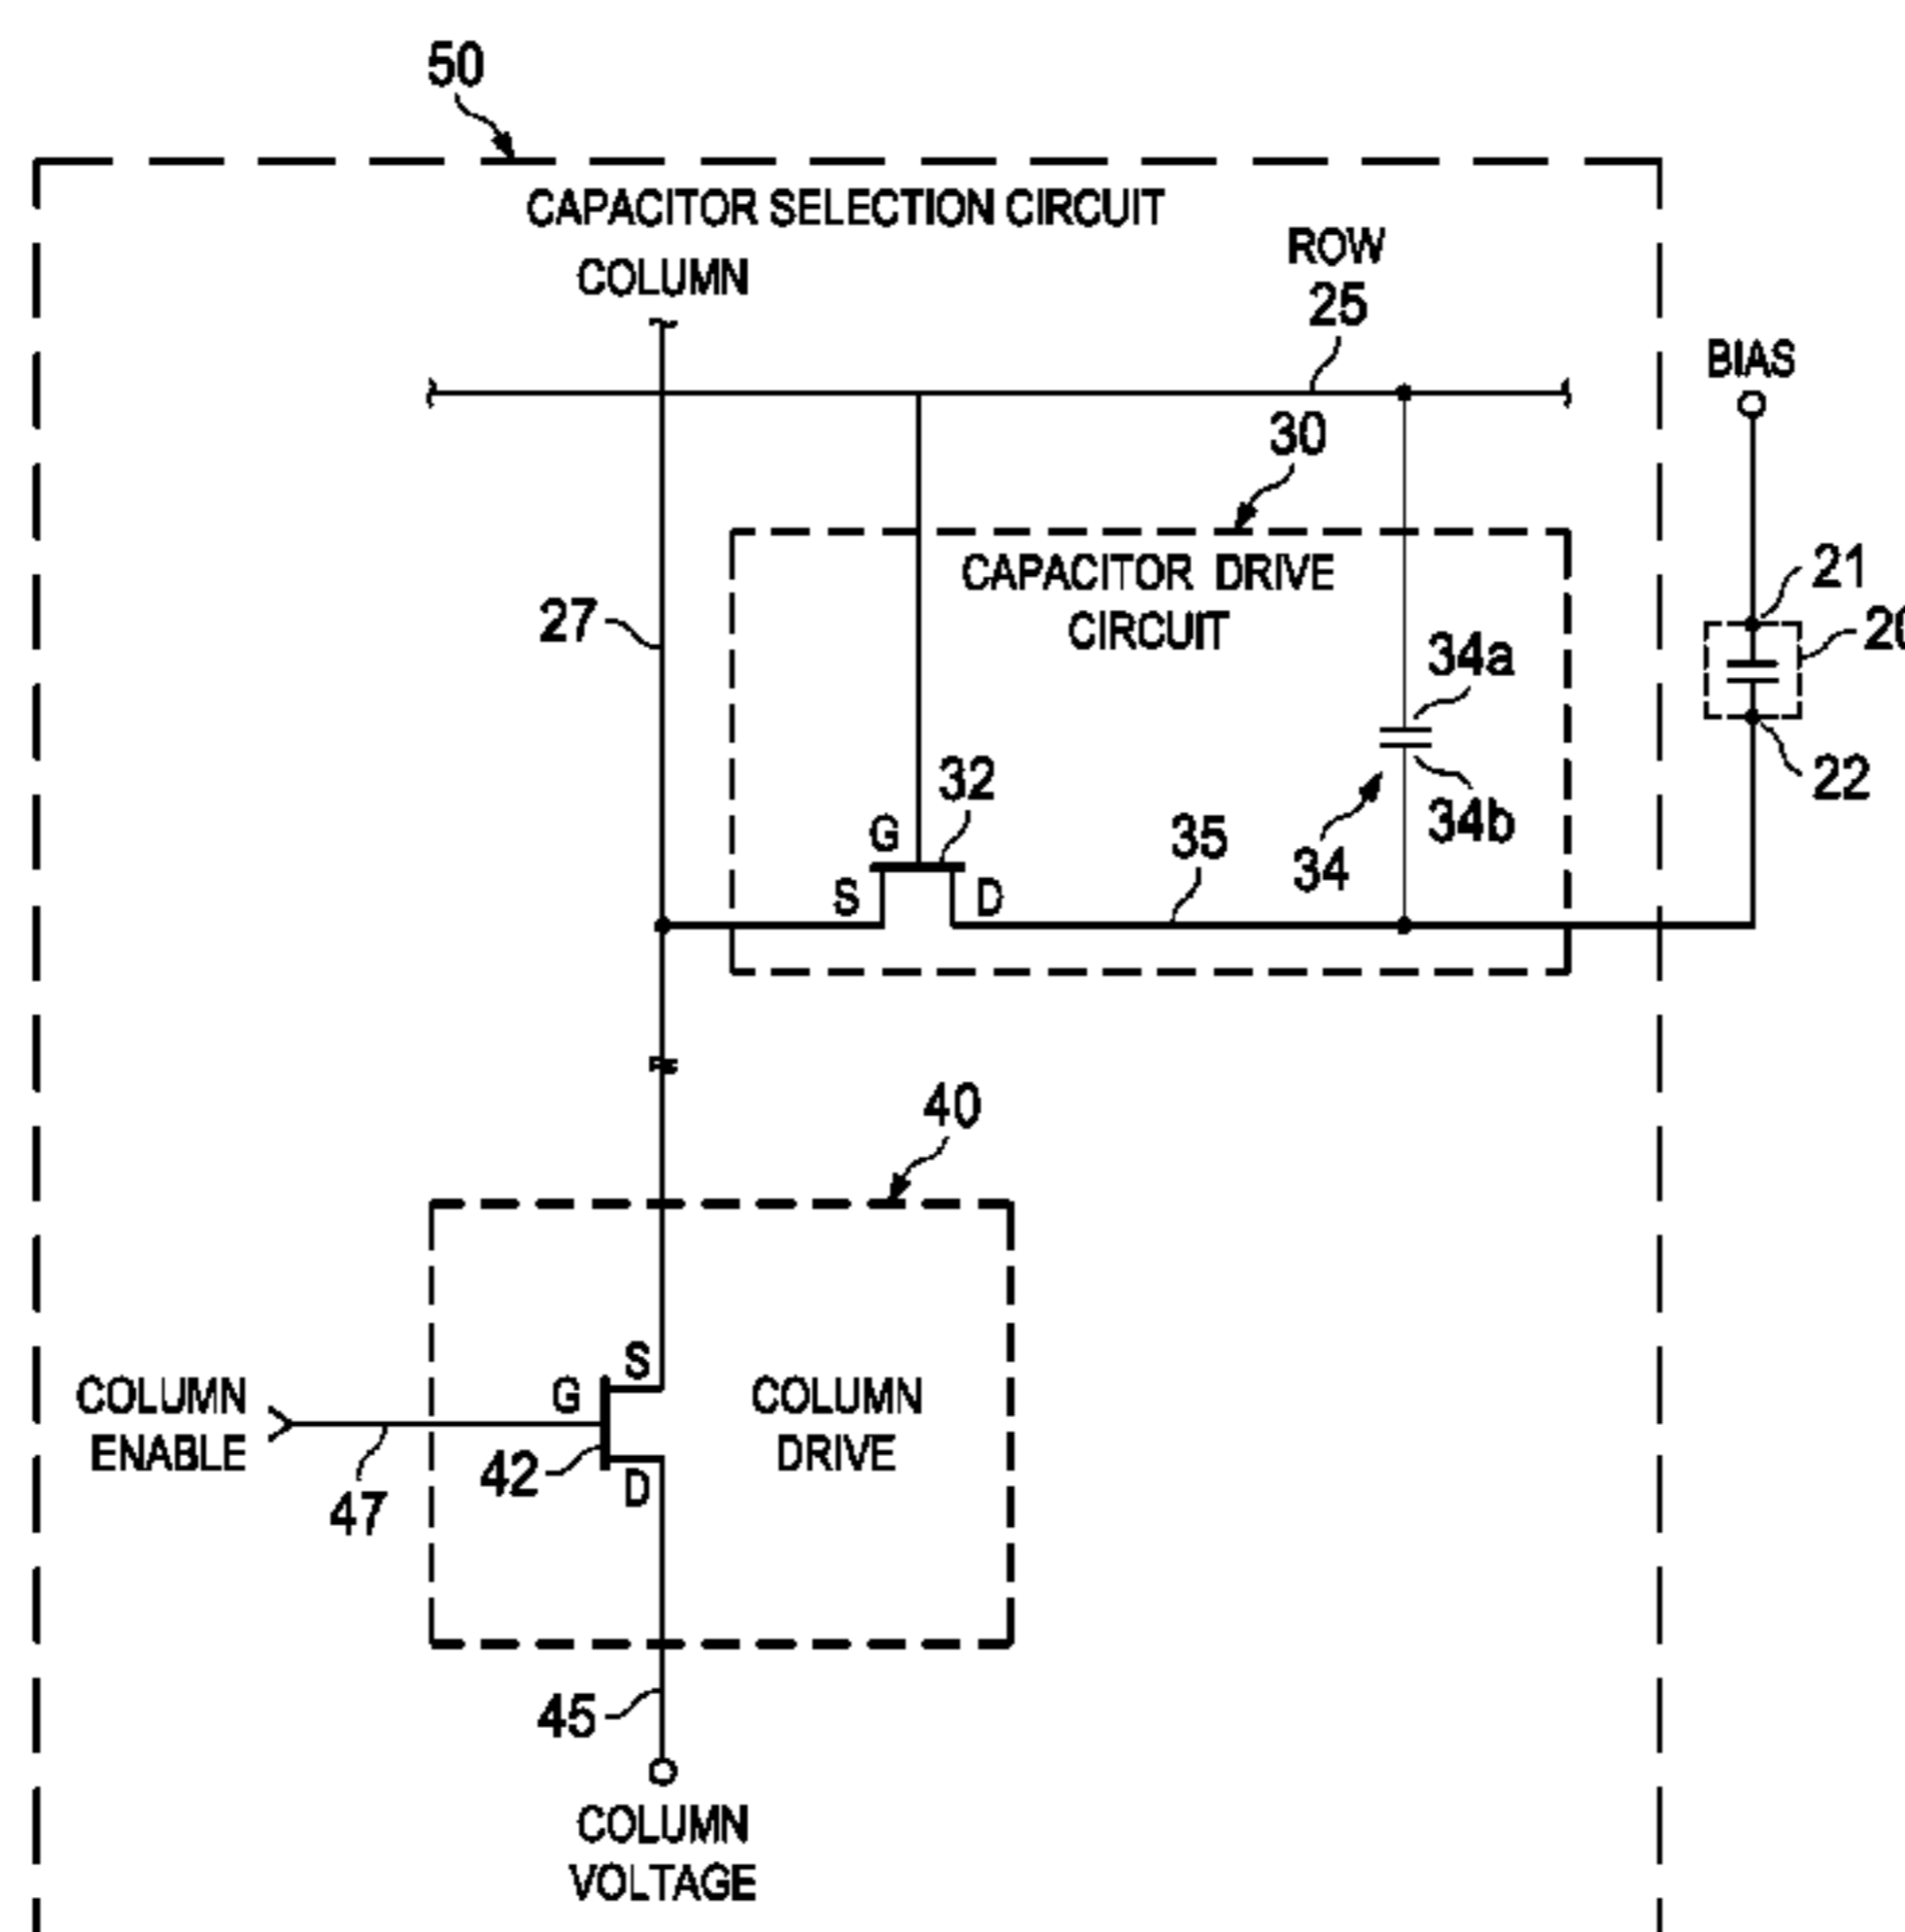 50
CAPACITOR SELECTION CIRCUIT
COLUMN
ROW
25
BIAS
30
CAPACITOR DRIVE
CIRCUIT
27
21
20
34a
22
32
34b
G
35
34
S
D
40
S
COLUMN
ENABLE
G
COLUMN
DRIVE
42
D
47
45
COLUMN
VOLTAGE